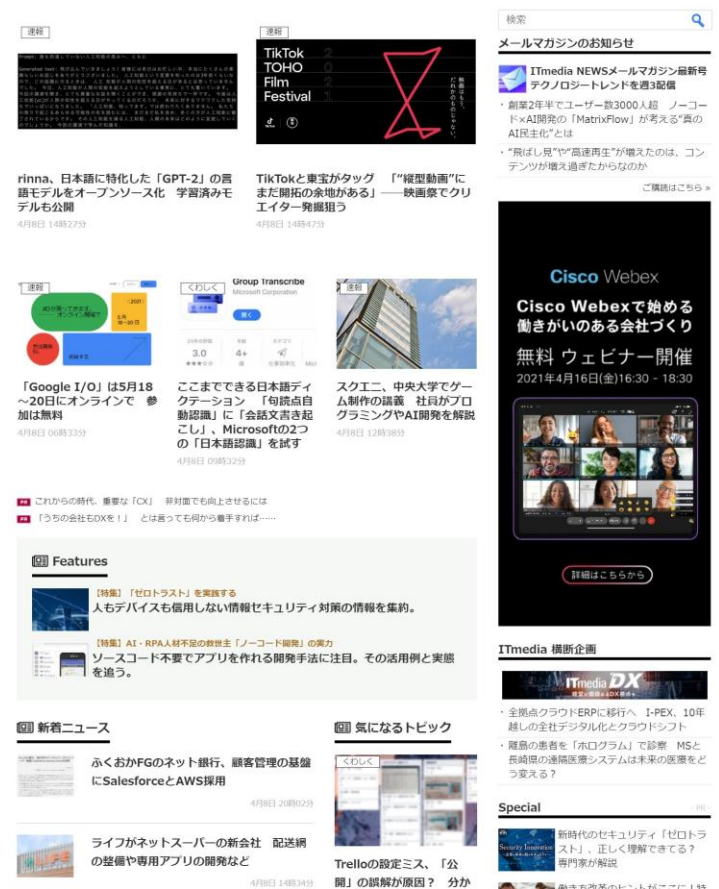 速報
rinna、日本語に特化した「GPT-2」の言
語モデルをオープンソース化　学習済みモ
デルも公開
4月8日 14時27分
速報
TikTok
TOHO
Film
Festival
2
0
2
1
映画はもう、
だれかのものじゃない。
TikTokと東宝がタッグ　「“縦型動画”に
まだ開拓の余地がある」――映画祭でクリ
エイター発掘狙う
4月8日 14時47分
速報
「Google I/O」は5月18
～20日にオンラインで　参
加は無料
4月8日 06時33分
くわしく
Group Transcribe
Microsoft Corporation
開く
3.0
4+
ここまでできる日本語ディ
クテーション　「句読点自
動認識」に「会話文書き起
こし」、Microsoftの2つ
の「日本語認識」を試す
4月8日 09時32分
速報
スクエニ、中央大学でゲー
ム制作の講義　社員がプロ
グラミングやAI開発を解説
4月8日 12時38分
PR これからの時代、重要な「CX」　非対面でも向上させるには
PR 「うちの会社もDXを！」　とは言っても何から着手すれば……
Features
【特集】「ゼロトラスト」を実践する
人もデバイスも信用しない情報セキュリティ対策の情報を集約。
【特集】AI・RPA人材不足の救世主「ノーコード開発」の実力
ソースコード不要でアプリを作れる開発手法に注目。その活用例と実態
を追う。
新着ニュース
ふくおかFGのネット銀行、顧客管理の基盤
にSalesforceとAWS採用
4月8日 20時02分
LIFE
ライフがネットスーパーの新会社　配送網
の整備や専用アプリの開発など
4月8日 14時34分
気になるトピック
くわしく
Trelloの設定ミス、「公
開」の誤解が原因？　分か
検索
メールマガジンのお知らせ
ITmedia NEWSメールマガジン最新号
テクノロジートレンドを週3配信
・創業2年半でユーザー数3000人超　ノーコー
ド×AI開発の「MatrixFlow」が考える“真の
AI民主化”とは
・“飛ばし見”や“高速再生”が増えたのは、コン
テンツが増え過ぎたからなのか
ご購読はこちら »
Cisco Webex
Cisco Webexで始める
働きがいのある会社づくり
無料 ウェビナー開催
2021年4月16日(金)16:30 - 18:30
詳細はこちらから
ITmedia 横断企画
ITmedia DX
・全拠点クラウドERPに移行へ　I-PEX、10年
越しの全社デジタル化とクラウドシフト
・離島の患者を「ホログラム」で診察　MSと
長崎県の遠隔医療システムは未来の医療をど
う変える？
Special
- PR -
Security Innovation
新時代のセキュリティ「ゼロトラ
スト」、正しく理解できてる？
専門家が解説